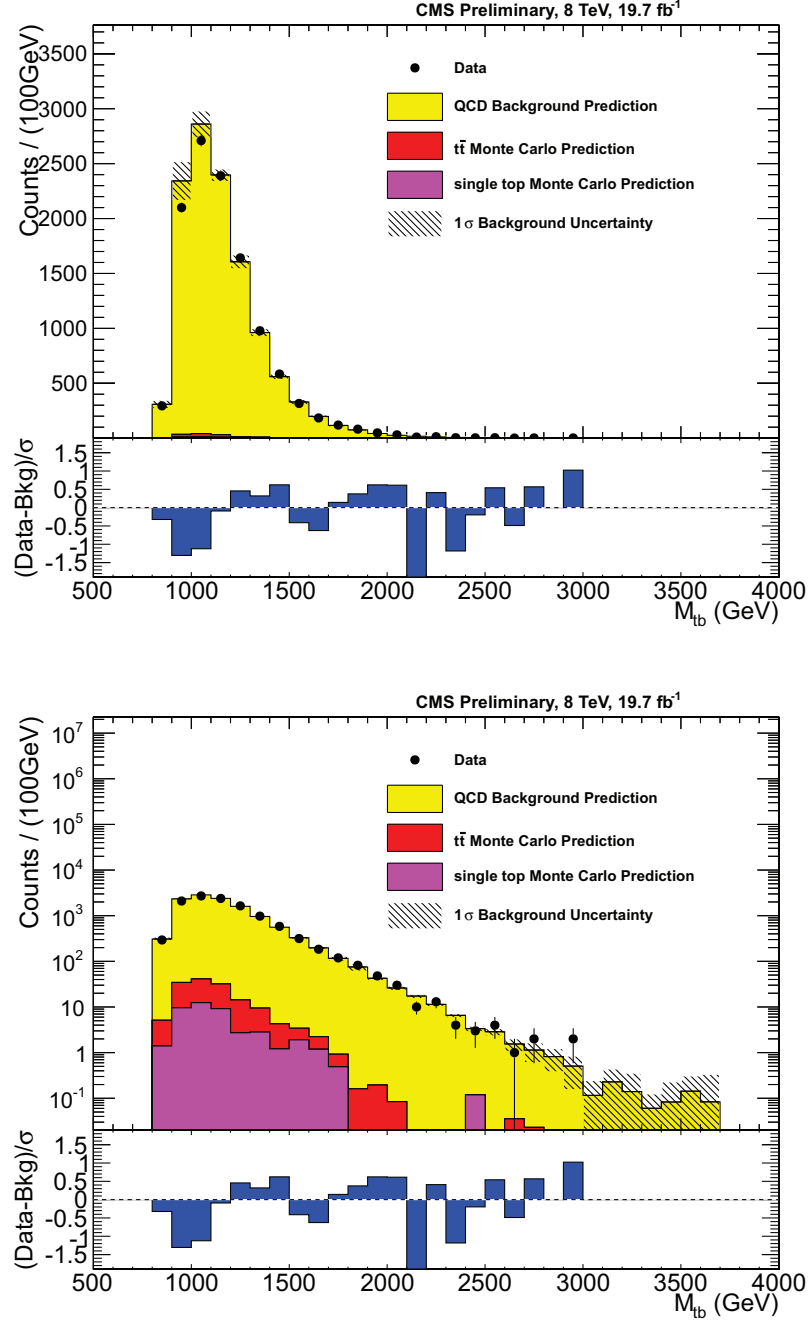 CMS Preliminary, 8 TeV, 19.7 fb⁻¹
Counts / (100GeV)
3500
3000
2500
2000
1500
1000
500
Data
QCD Background Prediction
tt̄ Monte Carlo Prediction
single top Monte Carlo Prediction
1σ Background Uncertainty
(Data-Bkg)/σ
1.5
1
0.5
0
-0.5
-1
-1.5
500 1000 1500 2000 2500 3000 3500 4000
M_tb (GeV)
CMS Preliminary, 8 TeV, 19.7 fb⁻¹
Counts / (100GeV)
10⁷
10⁶
10⁵
10⁴
10³
10²
10
1
10⁻¹
Data
QCD Background Prediction
tt̄ Monte Carlo Prediction
single top Monte Carlo Prediction
1σ Background Uncertainty
(Data-Bkg)/σ
1.5
1
0.5
0
-0.5
-1
-1.5
500 1000 1500 2000 2500 3000 3500 4000
M_tb (GeV)